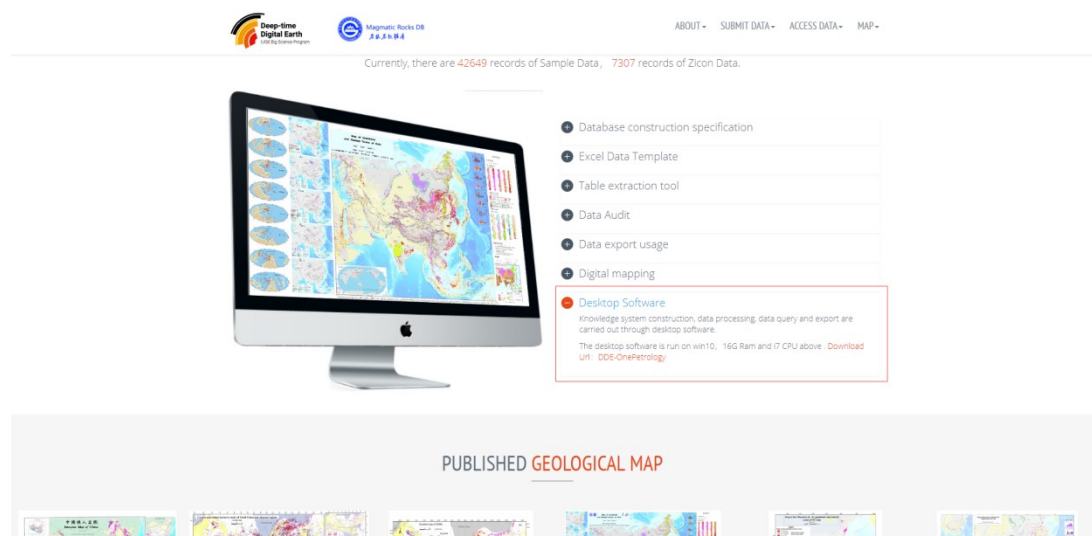 Deep-time
Digital Earth
IUGS Big Science Program
Magmatic Rocks DB
ABOUT
SUBMIT DATA
ACCESS DATA
MAP
Currently, there are 42649 records of Sample Data， 7307 records of Zicon Data.
Database construction specification
Excel Data Template
Table extraction tool
Data Audit
Data export usage
Digital mapping
Desktop Software
Knowledge system construction, data processing, data query and export are
carried out through desktop software.
The desktop software is run on win10， 16G Ram and i7 CPU above . Download
Url： DDE-OnePetrology
PUBLISHED GEOLOGICAL MAP